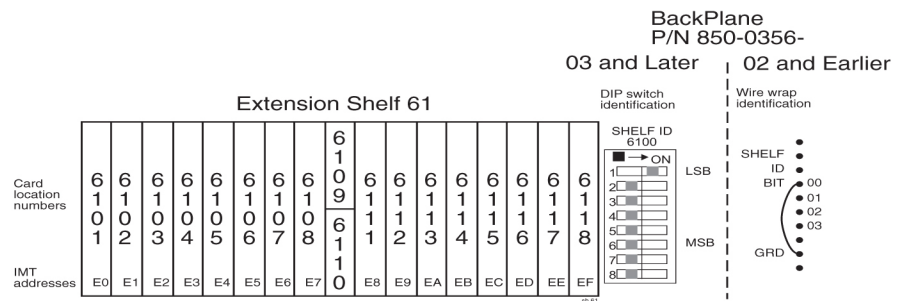 BackPlane
P/N 850-0356-
03 and Later
02 and Earlier
Extension Shelf 61
DIP switch
identification
Wire wrap
identification
SHELF ID
6100
ON
1
2
3
4
5
6
7
8
LSB
MSB
SHELF
ID
BIT
00
01
02
03
GRD
Card
location
numbers
6101
6102
6103
6104
6105
6106
6107
6108
6109
6110
6111
6112
6113
6114
6115
6116
6117
6118
IMT
addresses
E0
E1
E2
E3
E4
E5
E6
E7
E8
E9
EA
EB
EC
ED
EE
EF